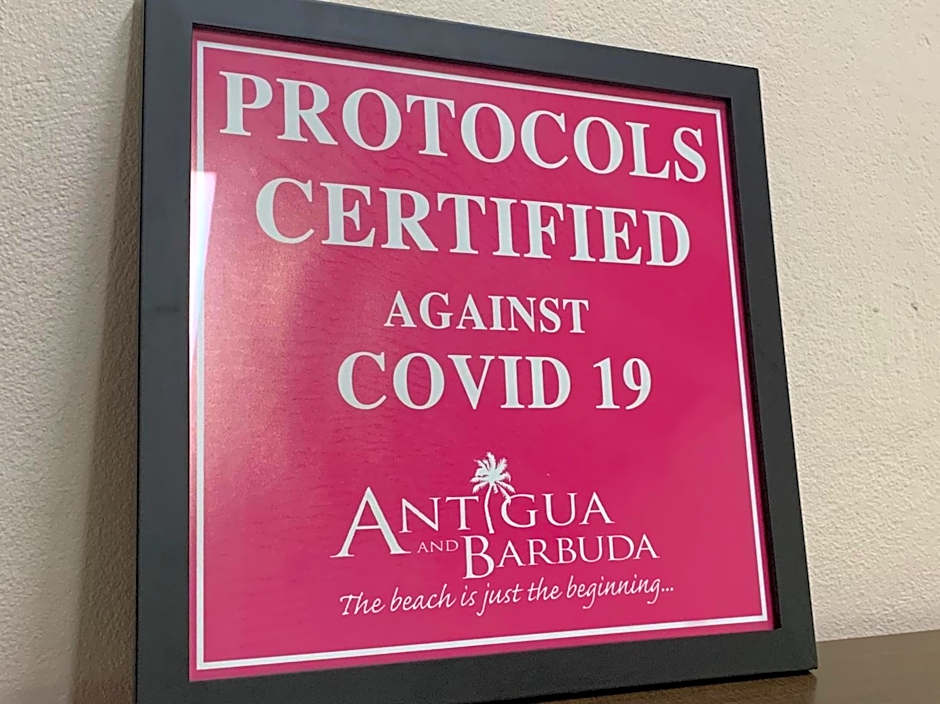 PROTOCOLS
CERTIFIED
AGAINST
COVID 19
ANTIGUA
AND BARBUDA
The beach is just the beginning...